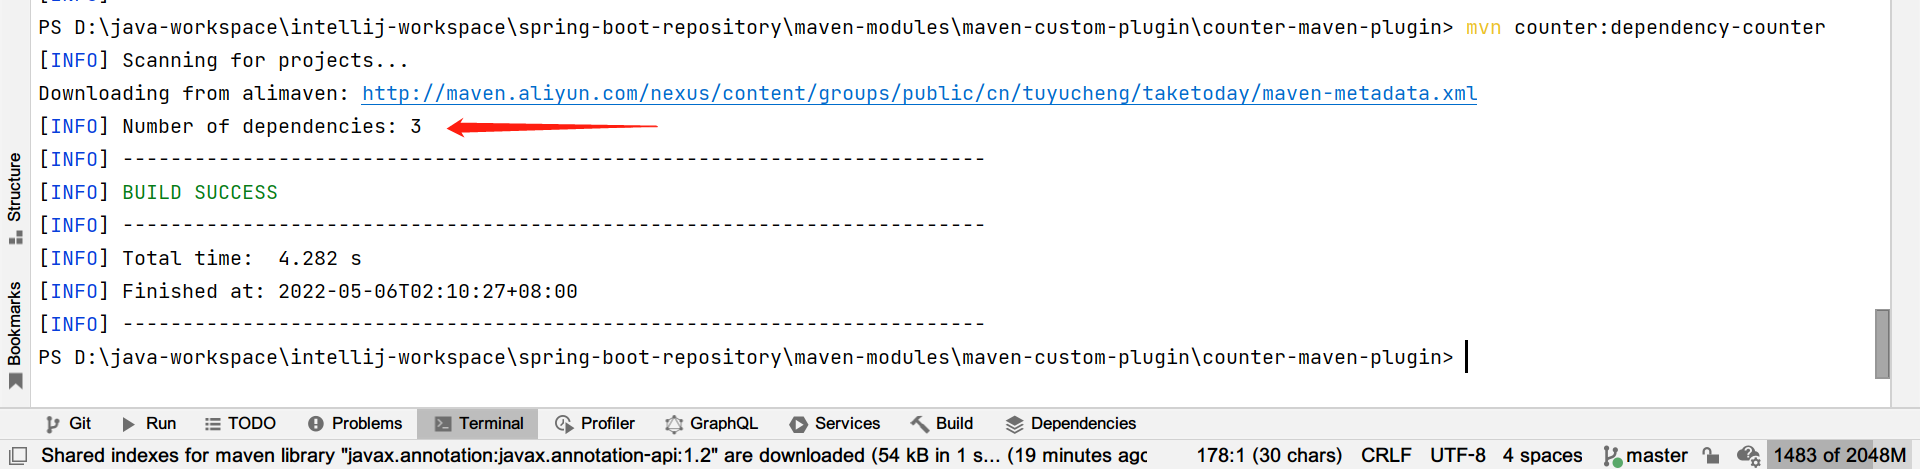 [INFO]
PS D:\java-workspace\intellij-workspace\spring-boot-repository\maven-modules\maven-custom-plugin\counter-maven-plugin> mvn counter:dependency-counter
[INFO] Scanning for projects...
Downloading from alimaven: http://maven.aliyun.com/nexus/content/groups/public/cn/tuyucheng/taketoday/maven-metadata.xml
[INFO] Number of dependencies: 3
[INFO] ------------------------------------------------------------------------
[INFO] BUILD SUCCESS
[INFO] ------------------------------------------------------------------------
[INFO] Total time:  4.282 s
[INFO] Finished at: 2022-05-06T02:10:27+08:00
[INFO] ------------------------------------------------------------------------
PS D:\java-workspace\intellij-workspace\spring-boot-repository\maven-modules\maven-custom-plugin\counter-maven-plugin>
Structure
Bookmarks
Git Run TODO Problems Terminal Profiler GraphQL Services Build Dependencies
Shared indexes for maven library "javax.annotation:javax.annotation-api:1.2" are downloaded (54 kB in 1 s... (19 minutes agc 178:1 (30 chars) CRLF UTF-8 4 spaces master 1483 of 2048M